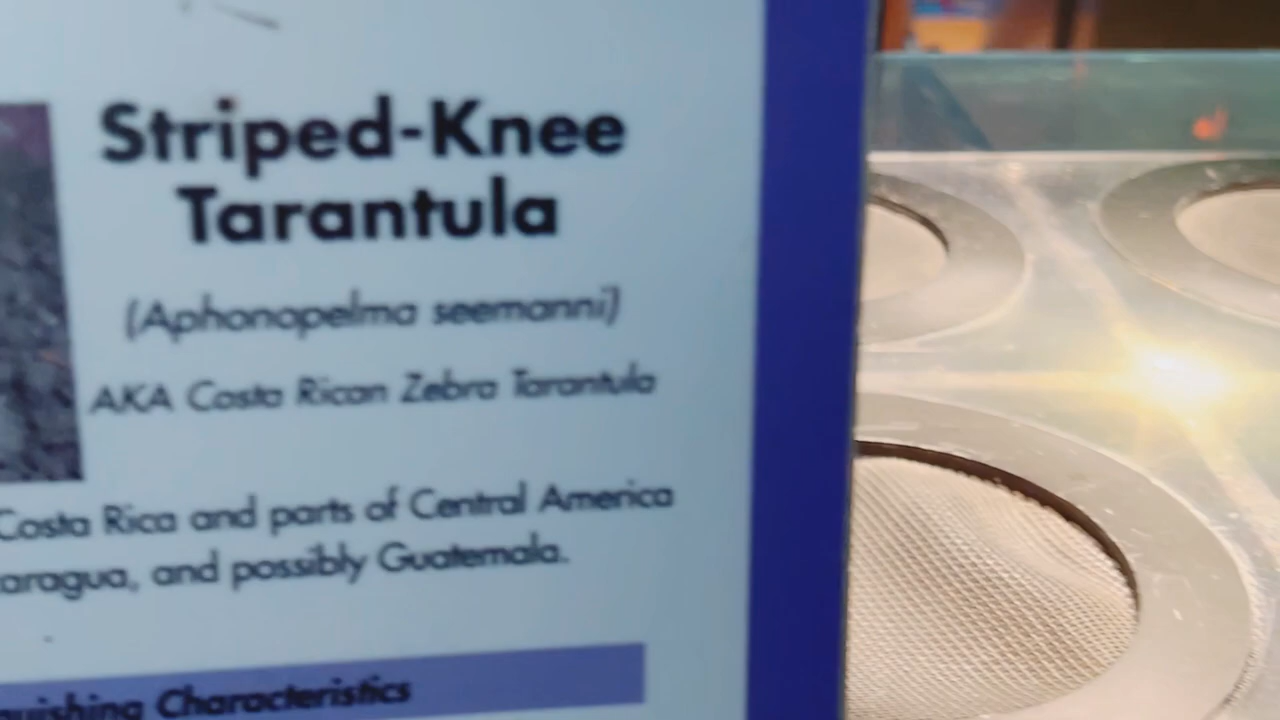 Striped-Knee
Tarantula
(Aphonopelma seemanni)
AKA Costa Rican Zebra Tarantula
Costa Rica and parts of Central America
and possibly Guatemala.
Characteristics